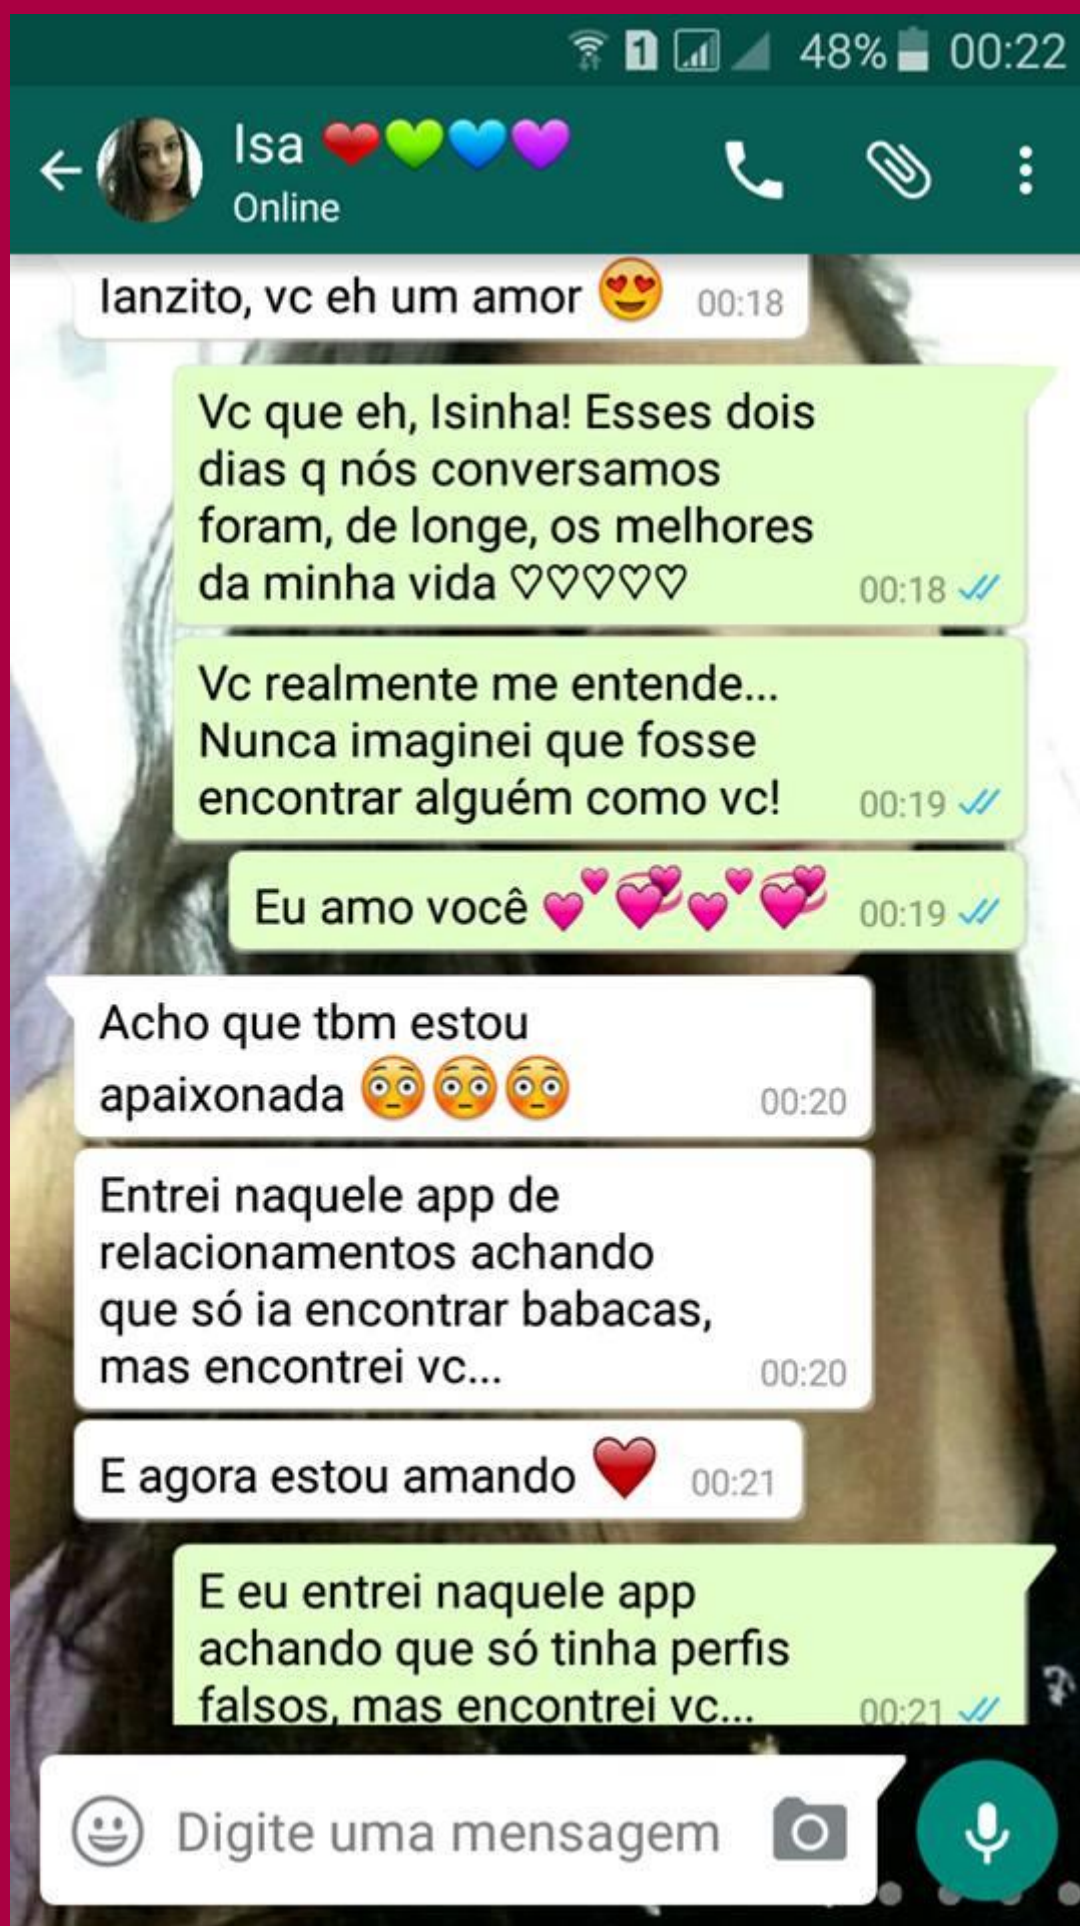 1 48% 00:22
Isa ❤️💚💙💜
Online
Ianzito, vc eh um amor 😍 00:18
Vc que eh, Isinha! Esses dois
dias q nós conversamos
foram, de longe, os melhores
da minha vida ♡♡♡♡♡ 00:18
Vc realmente me entende...
Nunca imaginei que fosse
encontrar alguém como vc! 00:19
Eu amo você 💕💞💕💞 00:19
Acho que tbm estou
apaixonada 😳😳😳 00:20
Entrei naquele app de
relacionamentos achando
que só ia encontrar babacas,
mas encontrei vc... 00:20
E agora estou amando ❤️ 00:21
E eu entrei naquele app
achando que só tinha perfis
falsos, mas encontrei vc... 00:21
Digite uma mensagem